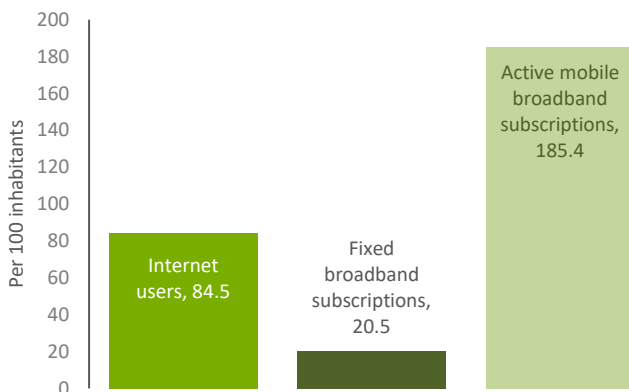 200
180
160
140
120
100
80
60
40
20
0
Per 100 inhabitants
Internet
users, 84.5
Fixed
broadband
subscriptions,
20.5
Active mobile
broadband
subscriptions,
185.4